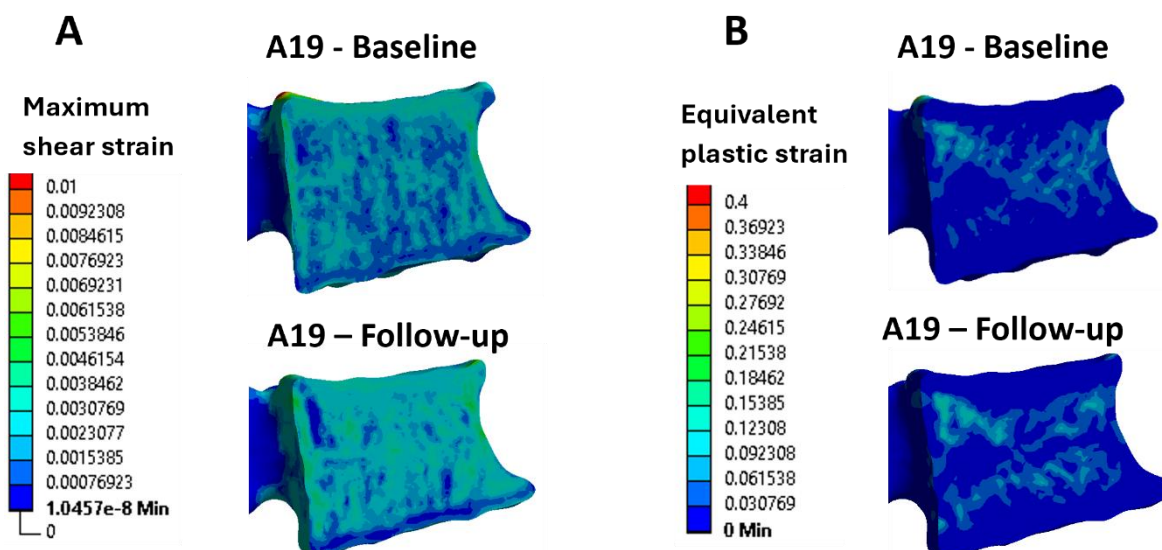 A
A19 - Baseline
Maximum
shear strain
0.01
0.0092308
0.0084615
0.0076923
0.0069231
0.0061538
0.0053846
0.0046154
0.0038462
0.0030769
0.0023077
0.0015385
0.00076923
1.0457e-8 Min
0
A19 – Follow-up
B
A19 - Baseline
Equivalent
plastic strain
0.4
0.36923
0.33846
0.30769
0.27692
0.24615
0.21538
0.18462
0.15385
0.12308
0.092308
0.061538
0.030769
0 Min
A19 – Follow-up